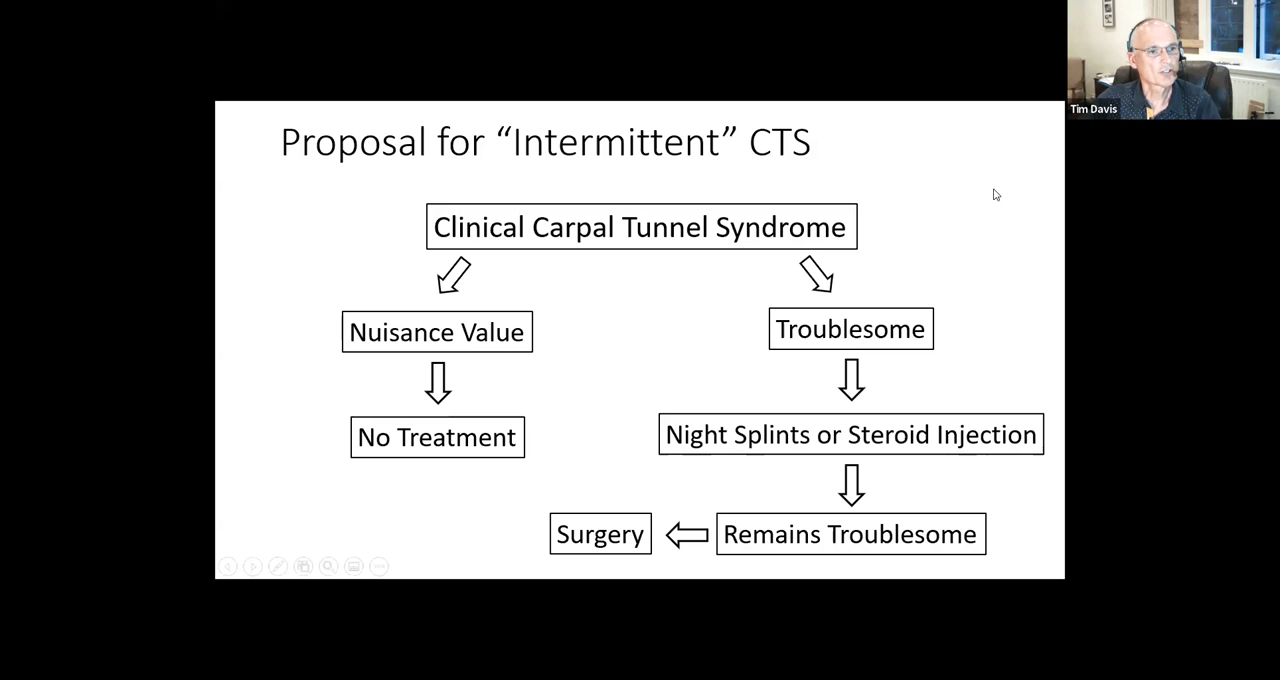 Tim Davis
Proposal for “Intermittent” CTS
Clinical Carpal Tunnel Syndrome
Nuisance Value
Troublesome
No Treatment
Night Splints or Steroid Injection
Surgery
Remains Troublesome